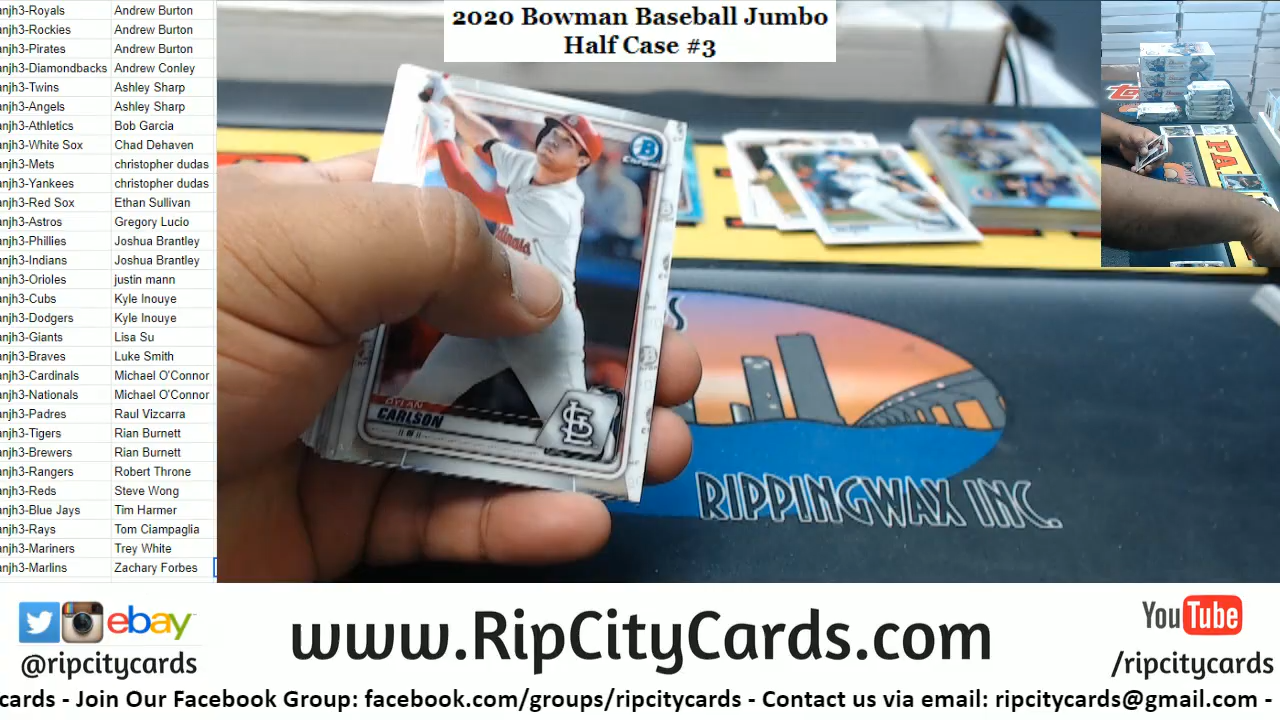 2020 Bowman Baseball Jumbo
Half Case #3
anjh3-Royals Andrew Burton
anjh3-Rockies Andrew Burton
anjh3-Pirates Andrew Burton
anjh3-Diamondbacks Andrew Conley
anjh3-Twins Ashley Sharp
anjh3-Angels Ashley Sharp
anjh3-Athletics Bob Garcia
anjh3-White Sox Chad Dehaven
anjh3-Mets christopher dudas
anjh3-Yankees christopher dudas
anjh3-Red Sox Ethan Sullivan
anjh3-Astros Gregory Lucio
anjh3-Phillies Joshua Brantley
anjh3-Indians Joshua Brantley
anjh3-Orioles justin mann
anjh3-Cubs Kyle Inouye
anjh3-Dodgers Kyle Inouye
anjh3-Giants Lisa Su
anjh3-Braves Luke Smith
anjh3-Cardinals Michael O'Connor
anjh3-Nationals Michael O'Connor
anjh3-Padres Raul Vizcarra
anjh3-Tigers Rian Burnett
anjh3-Brewers Rian Burnett
anjh3-Rangers Robert Throne
anjh3-Reds Steve Wong
anjh3-Blue Jays Tim Harmer
anjh3-Rays Tom Ciampaglia
anjh3-Mariners Trey White
anjh3-Marlins Zachary Forbes
DYLAN
CARLSON
RIPPINGWAX INC.
ebay
@ripcitycards
www.RipCityCards.com
YouTube
/ripcitycards
cards - Join Our Facebook Group: facebook.com/groups/ripcitycards - Contact us via email: ripcitycards@gmail.com -